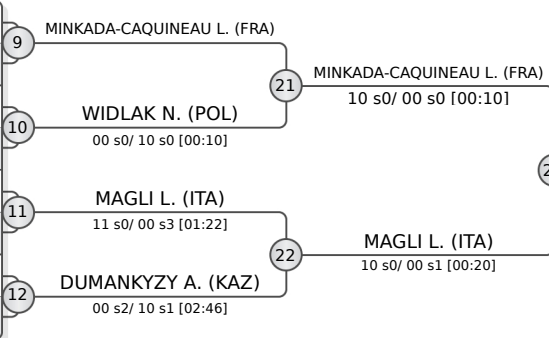 9
MINKADA-CAQUINEAU L. (FRA)
21
MINKADA-CAQUINEAU L. (FRA)
10 s0/ 00 s0 [00:10]
10
WIDLAK N. (POL)
00 s0/ 10 s0 [00:10]
11
MAGLI L. (ITA)
11 s0/ 00 s3 [01:22]
22
MAGLI L. (ITA)
10 s0/ 00 s1 [00:20]
12
DUMANKYZY A. (KAZ)
00 s2/ 10 s1 [02:46]